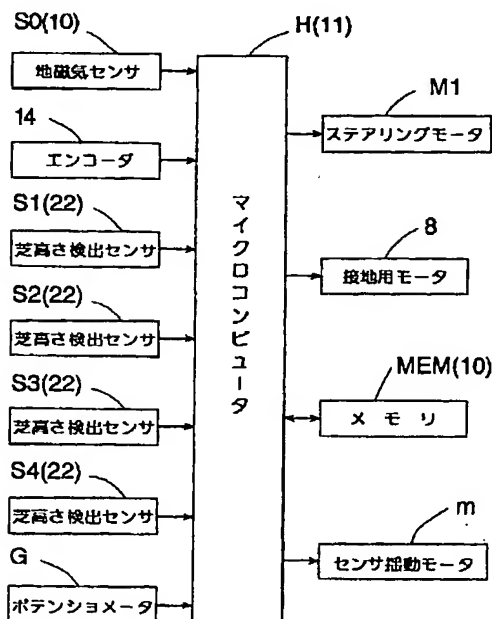 S0(10)
地磁気センサ
14
エンコーダ
S1(22)
芝高さ検出センサ
S2(22)
芝高さ検出センサ
S3(22)
芝高さ検出センサ
S4(22)
芝高さ検出センサ
G
ポテンショメータ
H(11)
マイクロコンピュータ
M1
ステアリングモータ
8
接地用モータ
MEM(10)
メモリ
m
センサ揺動モータ